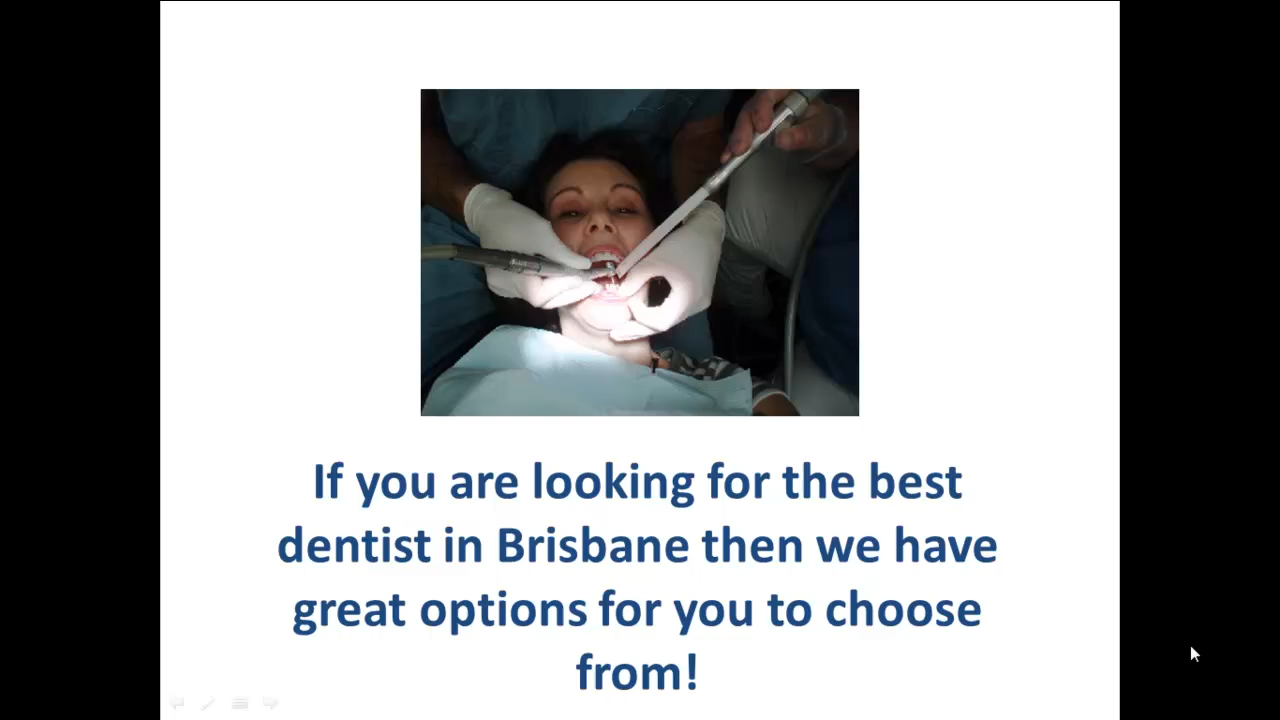 If you are looking for the best
dentist in Brisbane then we have
great options for you to choose
from!